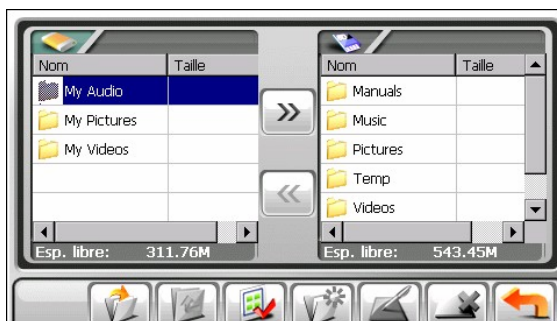 Nom Taille
My Audio
My Pictures
My Videos
Esp. libre: 311.76M
Nom Taille
Manuals
Music
Pictures
Temp
Videos
Esp. libre: 543.45M